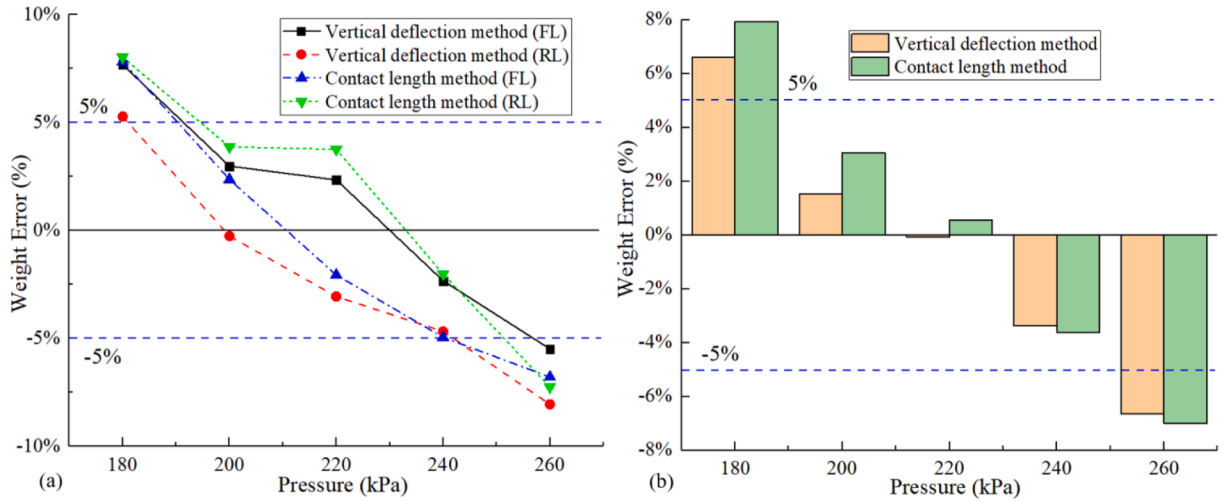 Vertical deflection method (FL)
Vertical deflection method (RL)
Contact length method (FL)
Contact length method (RL)
10%
5%
0%
-5%
-10%
5%
-5%
Weight Error (%)
180
200
220
240
260
(a)
Pressure (kPa)
Vertical deflection method
Contact length method
8%
6%
4%
2%
0%
-2%
-4%
-6%
-8%
5%
-5%
Weight Error (%)
180
200
220
240
260
(b)
Pressure (kPa)